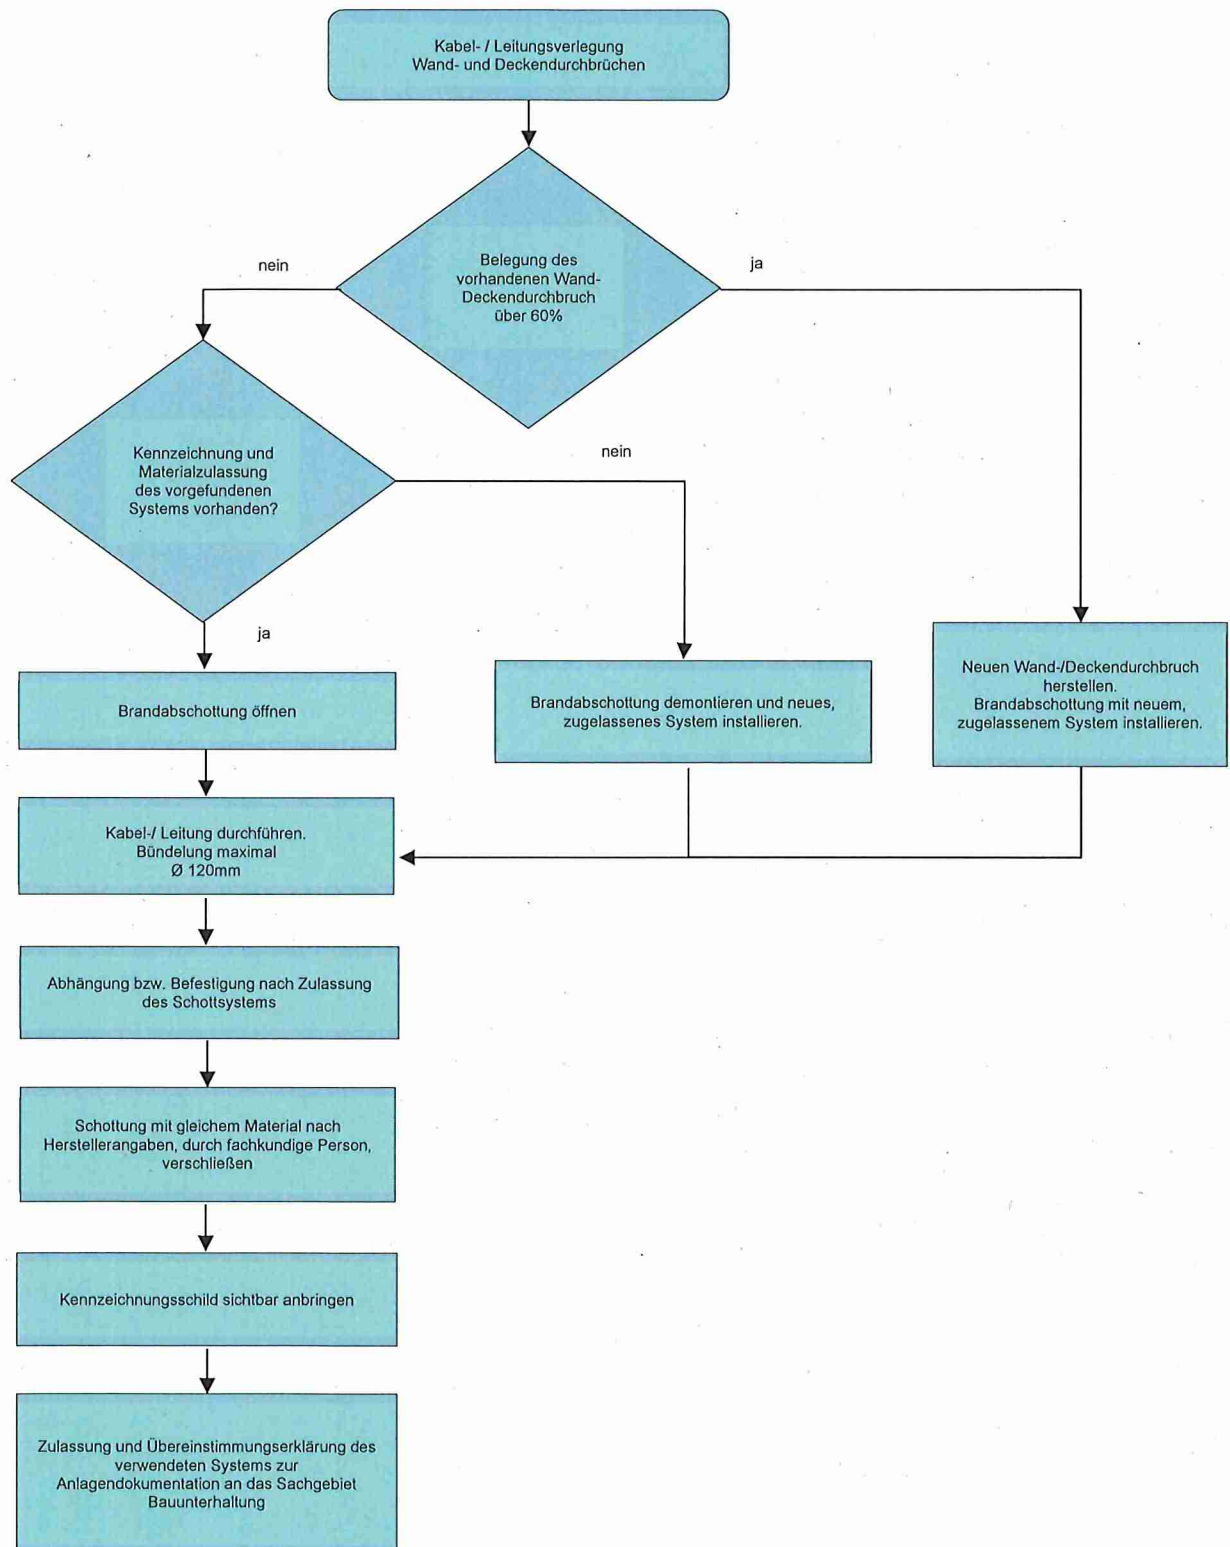 Kabel- / Leitungsverlegung
Wand- und Deckendurchbrüchen
Belegung des
vorhandenen Wand-
Deckendurchbruch
über 60%
nein
ja
Kennzeichnung und
Materialzulassung
des vorgefundenen
Systems vorhanden?
nein
ja
Brandabschottung öffnen
Brandabschottung demontieren und neues,
zugelassenes System installieren.
Neuen Wand-/Deckendurchbruch
herstellen.
Brandabschottung mit neuem,
zugelassenem System installieren.
Kabel-/ Leitung durchführen.
Bündelung maximal
Ø 120mm
Abhängung bzw. Befestigung nach Zulassung
des Schottsystems
Schottung mit gleichem Material nach
Herstellerangaben, durch fachkundige Person,
verschließen
Kennzeichnungsschild sichtbar anbringen
Zulassung und Übereinstimmungserklärung des
verwendeten Systems zur
Anlagendokumentation an das Sachgebiet
Bauunterhaltung